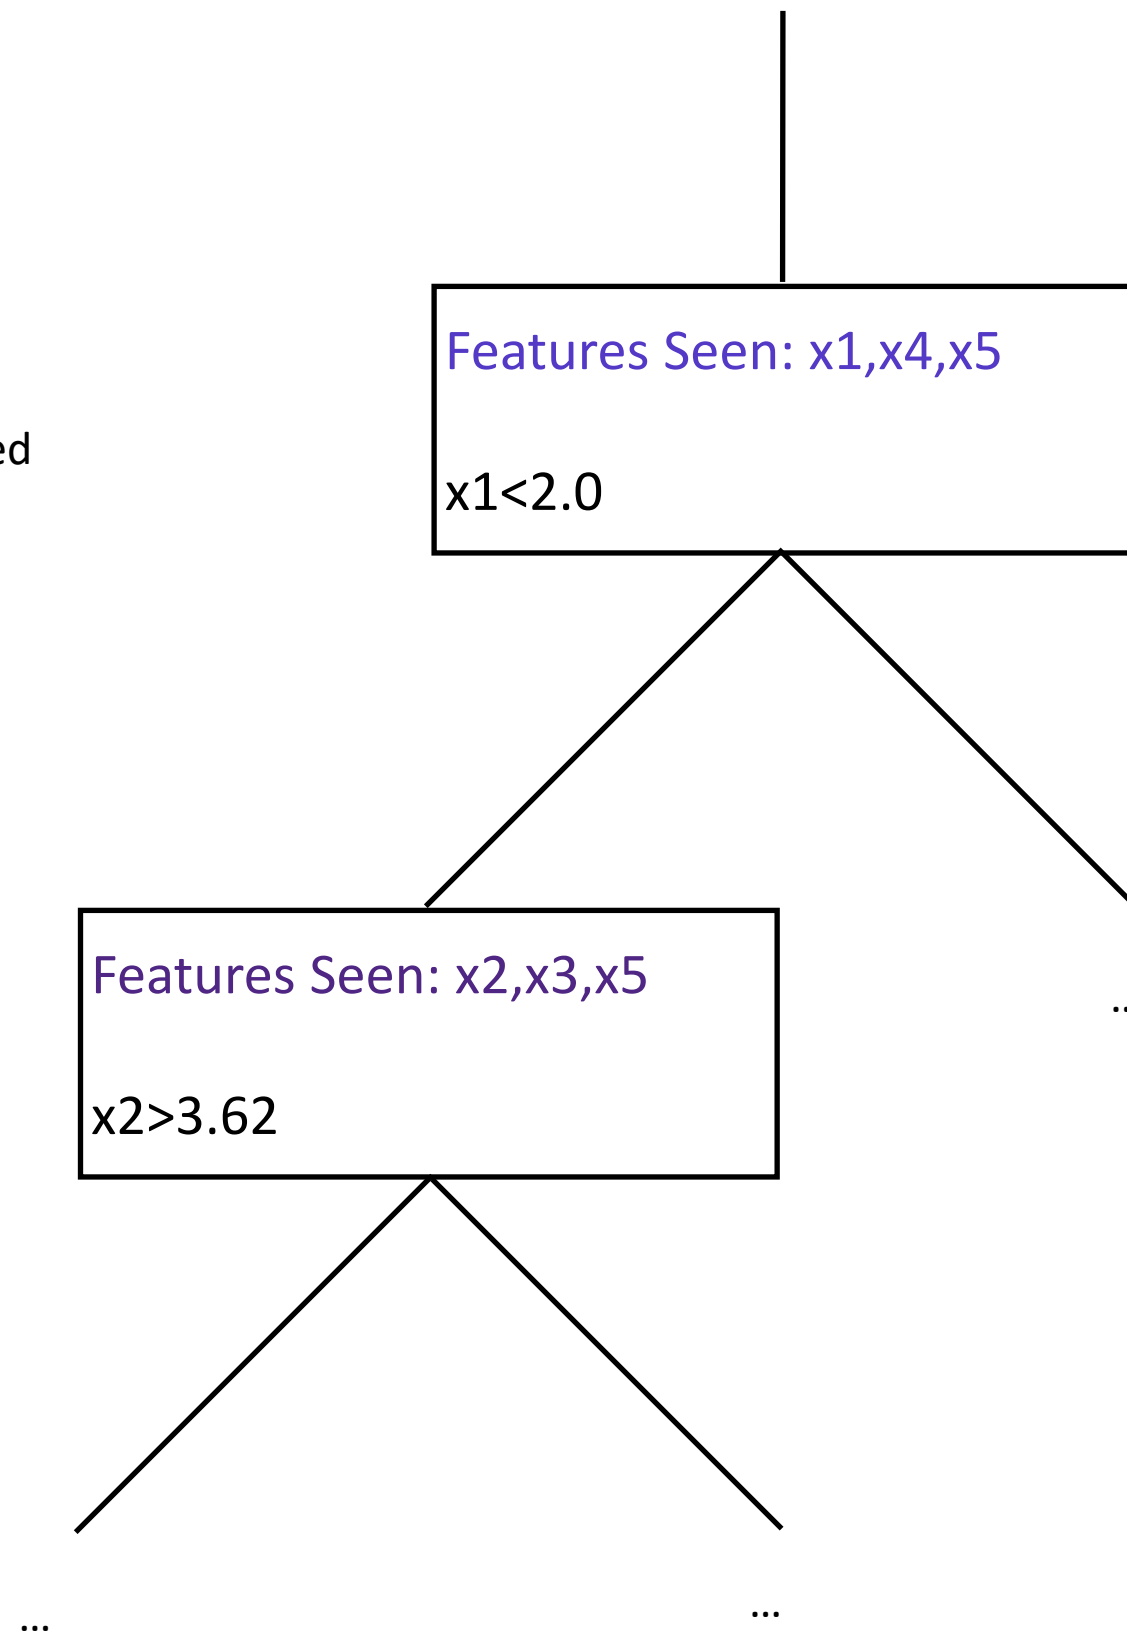 Features Seen: x1,x4,x5
x1<2.0
Features Seen: x2,x3,x5
x2>3.62
...
...